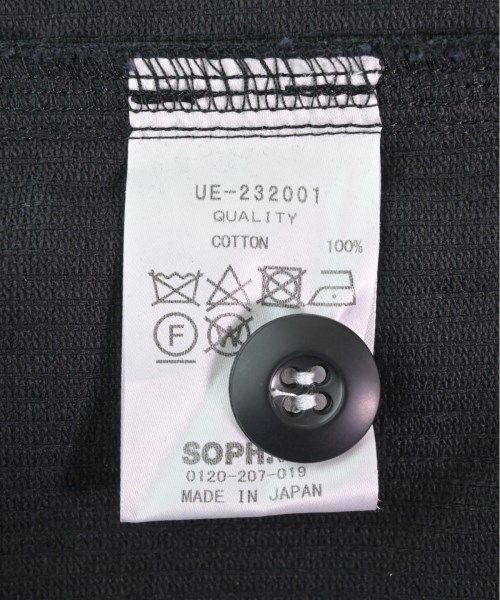 UE-232001
QUALITY
COTTON 100%
F
W
0120-207-019
MADE IN JAPAN